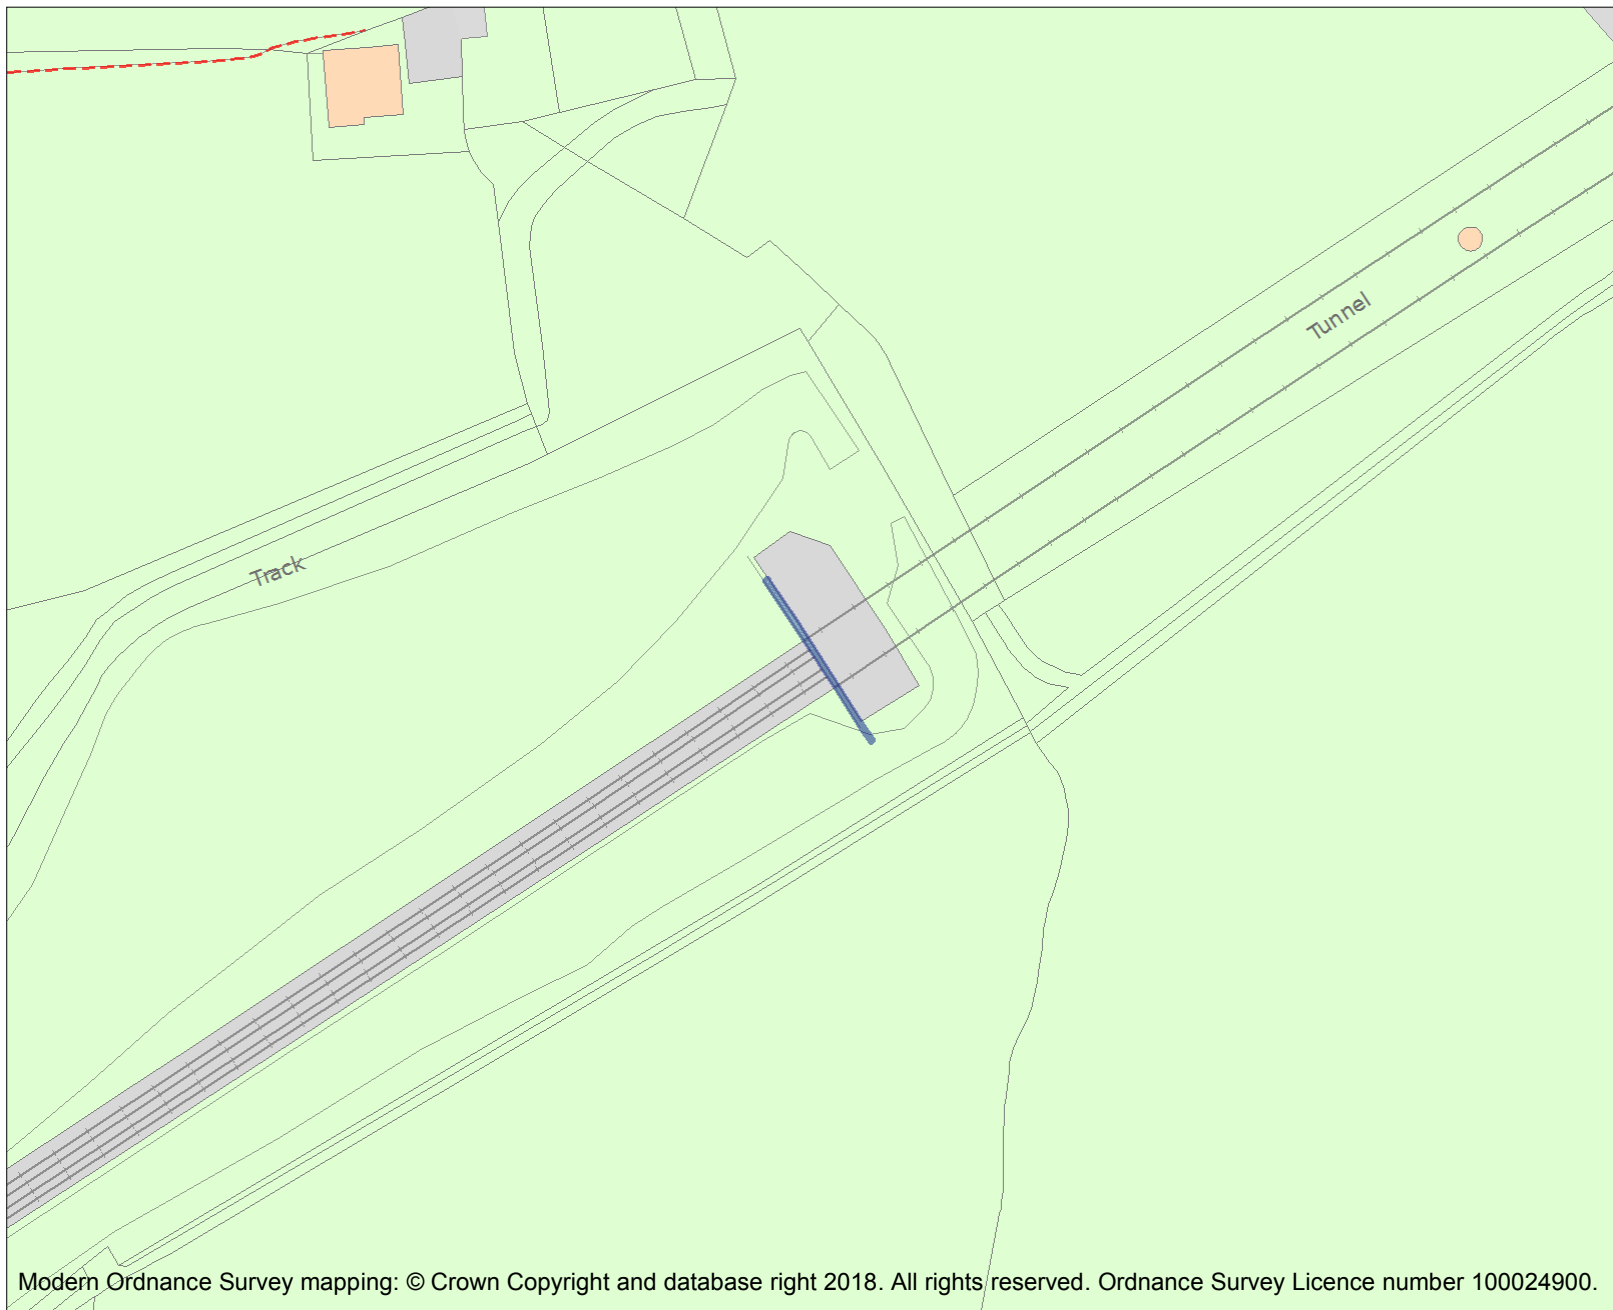 Tunnel
Track
Modern Ordnance Survey mapping: © Crown Copyright and database right 2018. All rights reserved. Ordnance Survey Licence number 100024900.